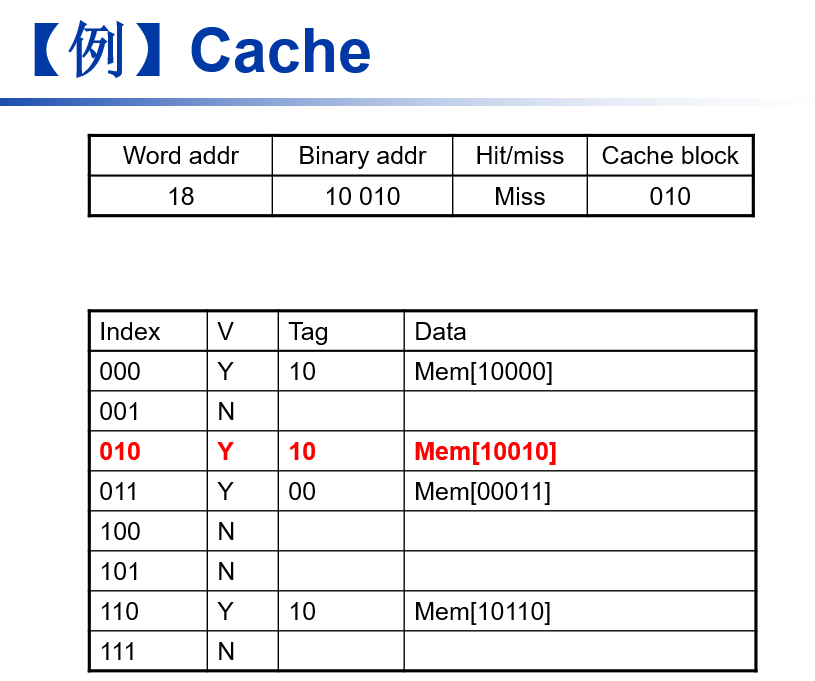 【例】Cache
Word addr Binary addr Hit/miss Cache block
18 10 010 Miss 010
Index V Tag Data
000 Y 10 Mem[10000]
001 N
010 Y 10 Mem[10010]
011 Y 00 Mem[00011]
100 N
101 N
110 Y 10 Mem[10110]
111 N